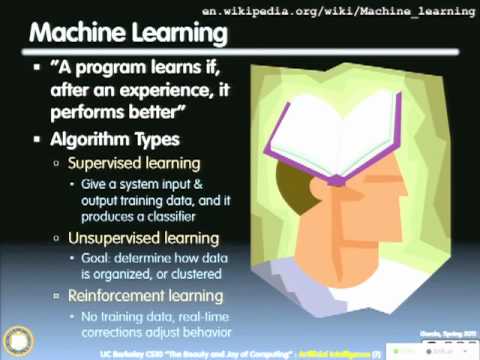 en.wikipedia.org/wiki/Machine_learning
Machine Learning
▪ "A program learns if,
after an experience, it
performs better"
▪ Algorithm Types
▫ Supervised learning
• Give a system input &
output training data, and it
produces a classifier
▫ Unsupervised learning
• Goal: determine how data
is organized, or clustered
▫ Reinforcement learning
• No training data, real-time
corrections adjust behavior
Garcia, Spring 2011
UC Berkeley CS10 "The Beauty and Joy of Computing" : Artificial Intelligence (7)